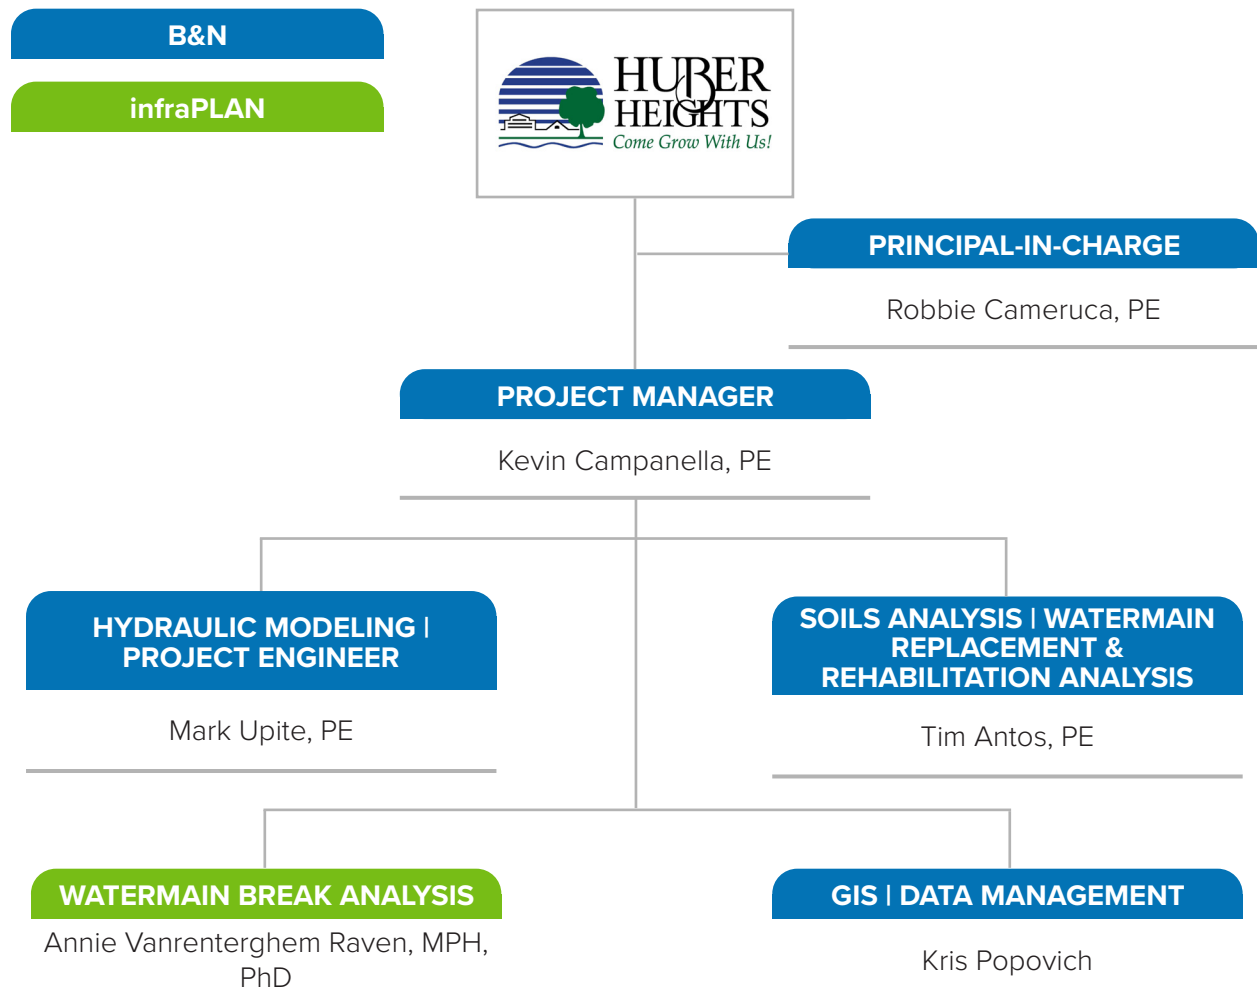 B&N
infraPLAN
HUBER
HEIGHTS
Come Grow With Us!
PRINCIPAL-IN-CHARGE
Robbie Cameruca, PE
PROJECT MANAGER
Kevin Campanella, PE
HYDRAULIC MODELING |
PROJECT ENGINEER
Mark Upite, PE
SOILS ANALYSIS | WATERMAIN
REPLACEMENT &
REHABILITATION ANALYSIS
Tim Antos, PE
WATERMAIN BREAK ANALYSIS
Annie Vanrenterghem Raven, MPH,
PhD
GIS | DATA MANAGEMENT
Kris Popovich